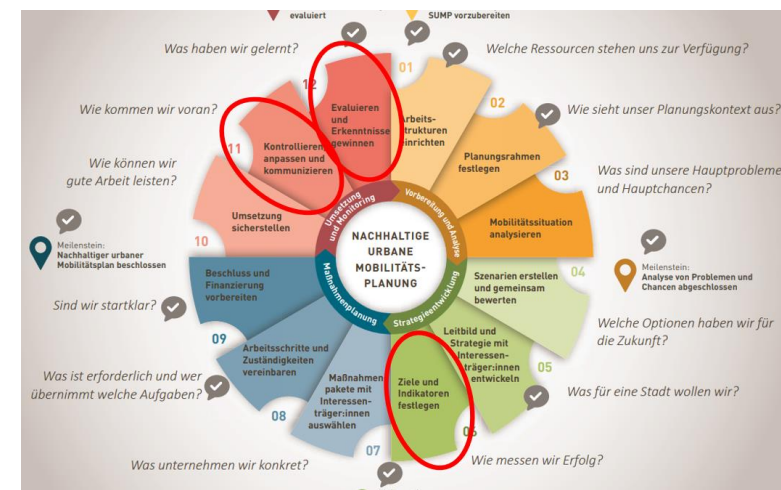 evaluiert
SUMP vorzubereiten
Was haben wir gelernt?
Welche Ressourcen stehen uns zur Verfügung?
12
01
Evaluieren
und
Erkenntnisse
gewinnen
Arbeits-
strukturen
einrichten
02
Wie kommen wir voran?
Wie sieht unser Planungskontext aus?
11
Kontrollieren,
anpassen und
kommunizieren
Planungsrahmen
festlegen
03
Wie können wir
gute Arbeit leisten?
Was sind unsere Hauptprobleme
und Hauptchancen?
Umsetzung
sicherstellen
10
Mobilitätssituation
analysieren
Umsetzung
und Monitoring
Vorbereitung und Analyse
NACHHALTIGE
URBANE
MOBILITÄTS-
PLANUNG
Maßnahmenplanung
Strategieentwicklung
Meilenstein:
Nachhaltiger urbaner
Mobilitätsplan beschlossen
Meilenstein:
Analyse von Problemen und
Chancen abgeschlossen
Beschluss und
Finanzierung
vorbereiten
09
Szenarien erstellen
und gemeinsam
bewerten
04
Sind wir startklar?
Welche Optionen haben wir für
die Zukunft?
Arbeitsschritte und
Zuständigkeiten
vereinbaren
08
Leitbild und
Strategie mit
Interessen-
träger:innen
entwickeln
05
Was ist erforderlich und wer
übernimmt welche Aufgaben?
Was für eine Stadt wollen wir?
Maßnahmen
pakete mit
Interessen-
träger:innen
auswählen
07
Ziele und
Indikatoren
festlegen
06
Was unternehmen wir konkret?
Wie messen wir Erfolg?